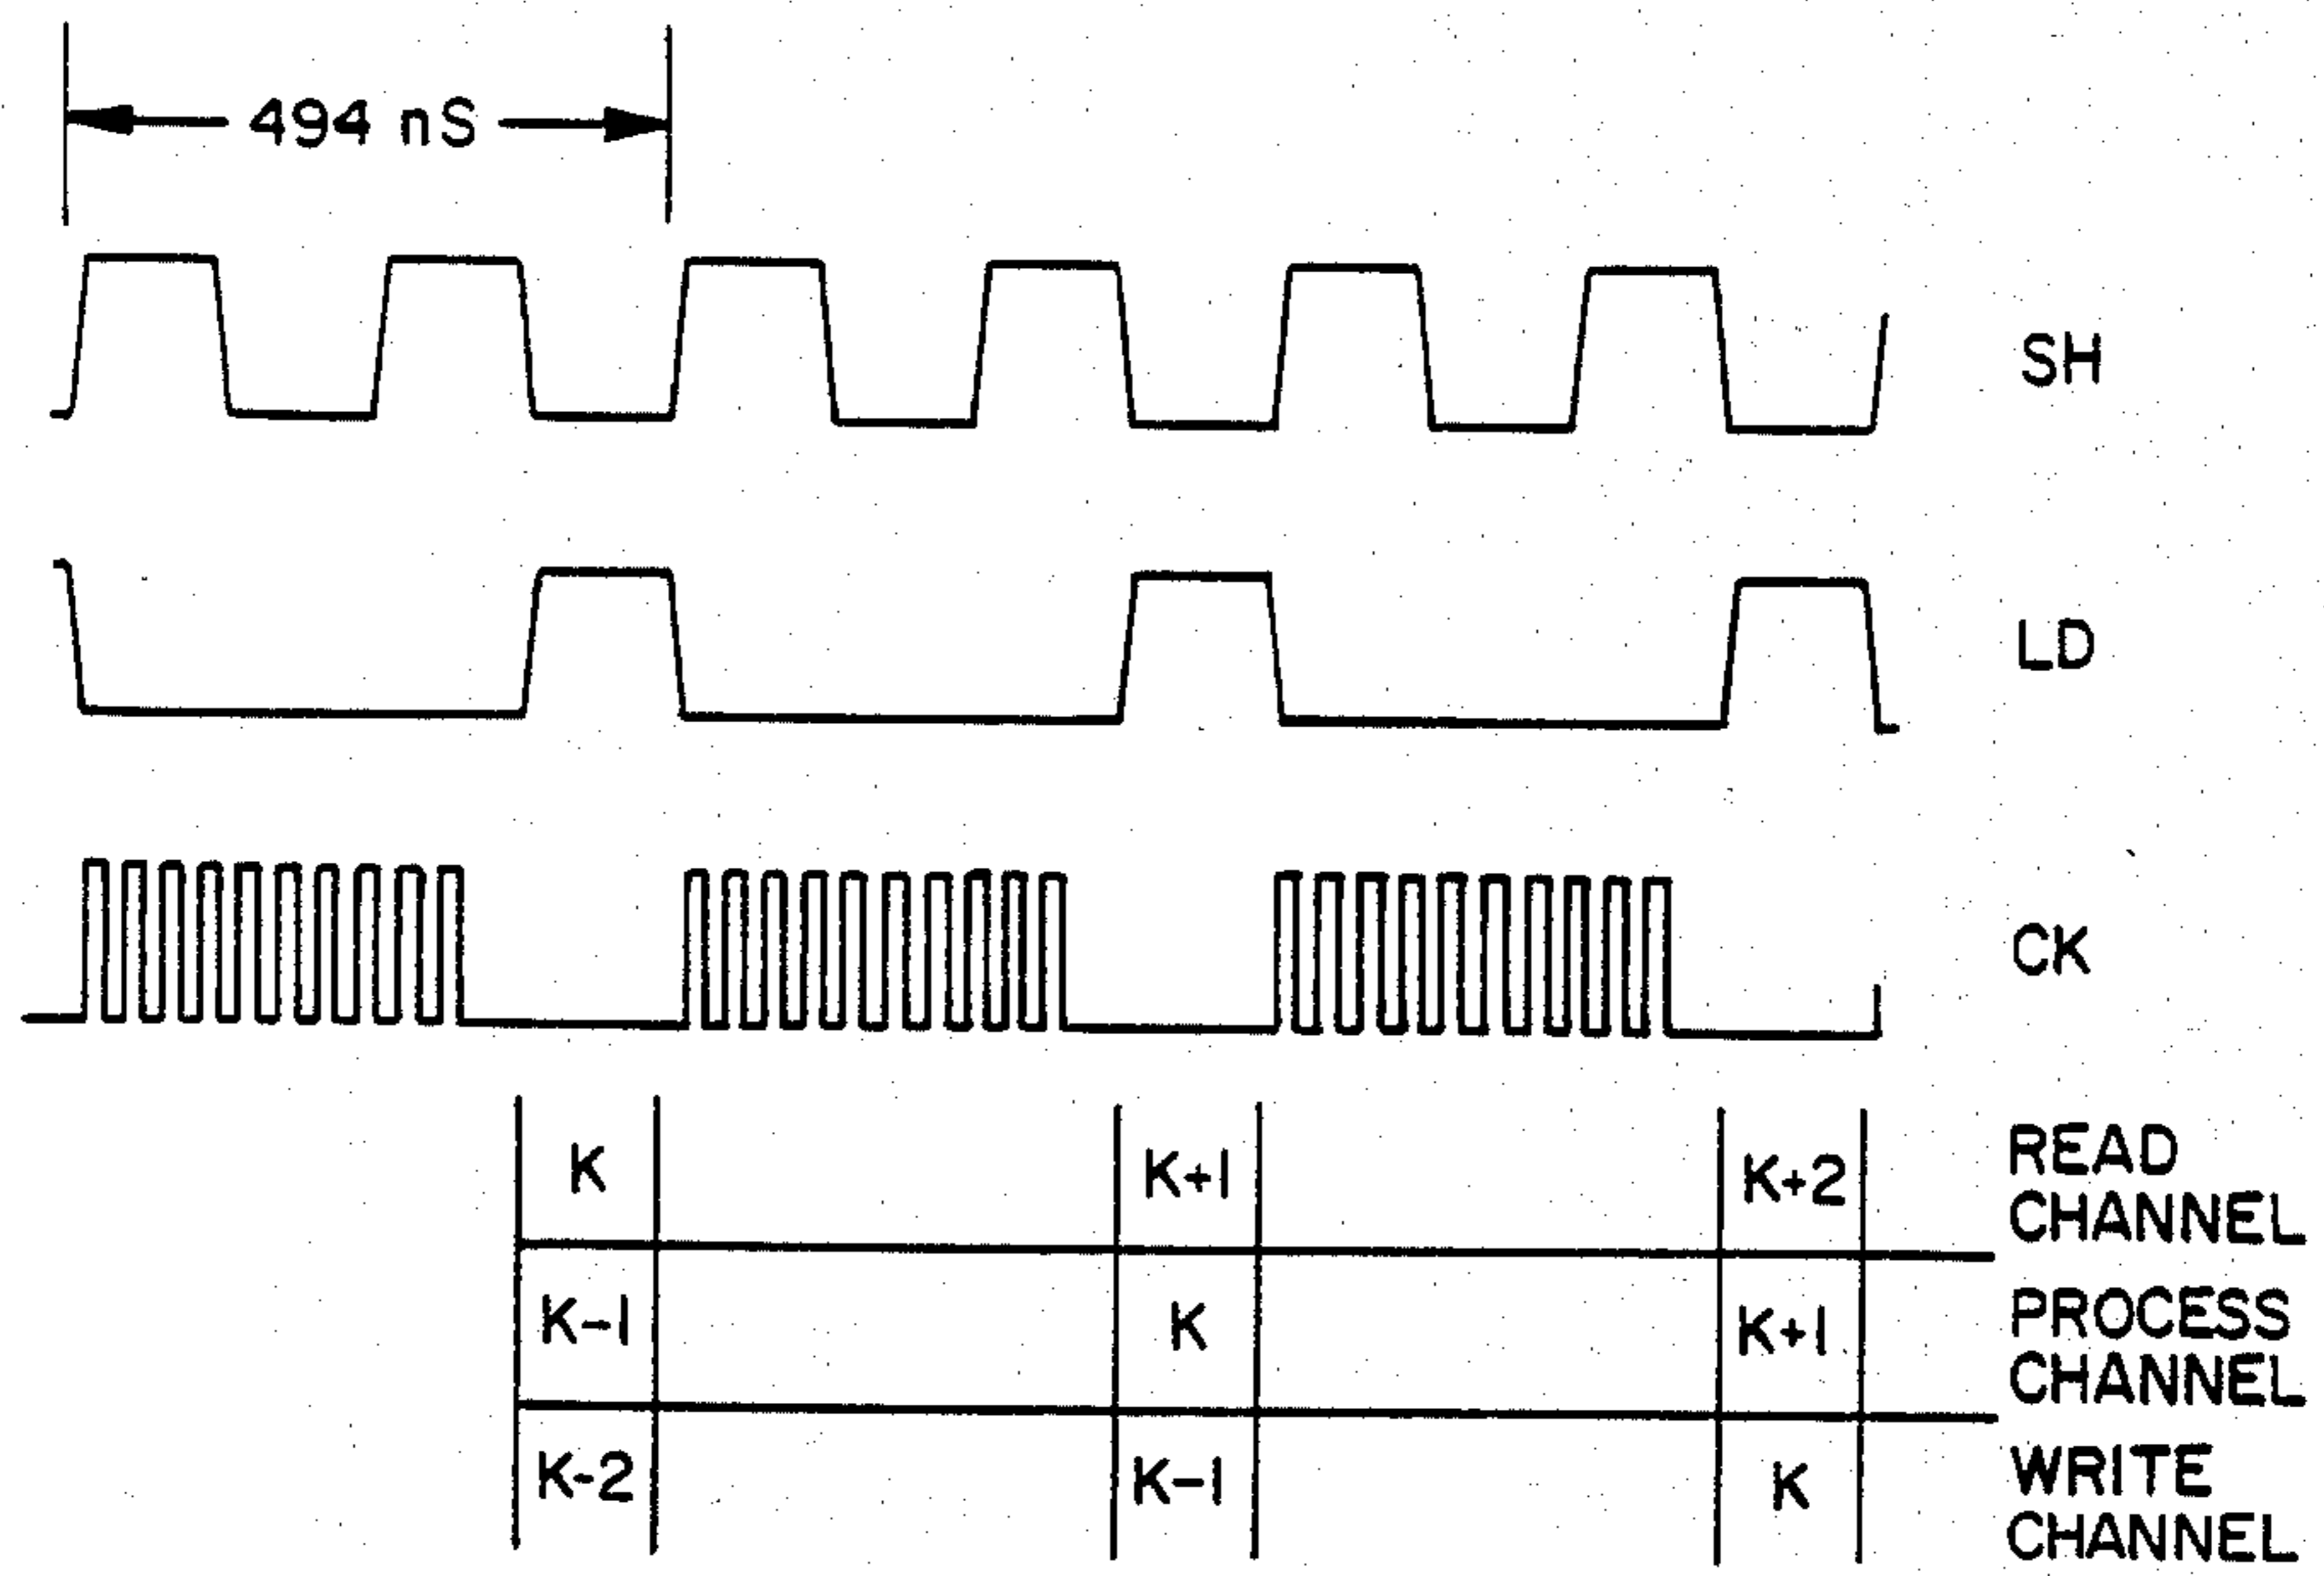 494 nS
SH
LD
CK
K K+1 K+2 READ
CHANNEL
K-1 K K+1 PROCESS
CHANNEL
K-2 K-1 K WRITE
CHANNEL